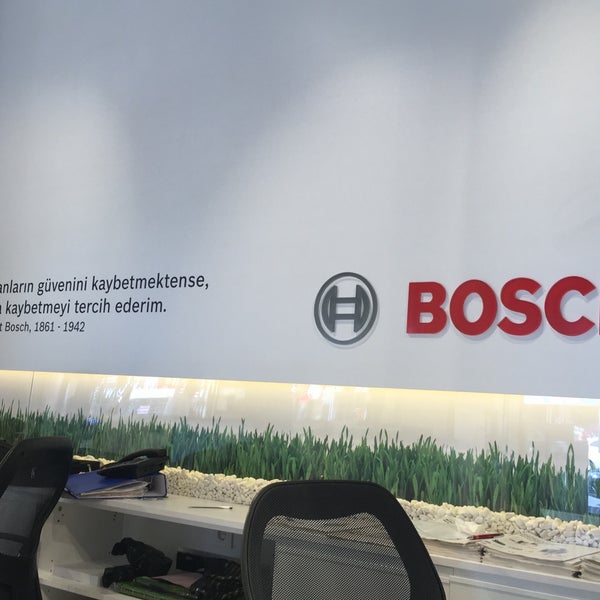 anların güvenini kaybetmektense,
kaybetmeyi tercih ederim.
t Bosch, 1861 - 1942
BOSC